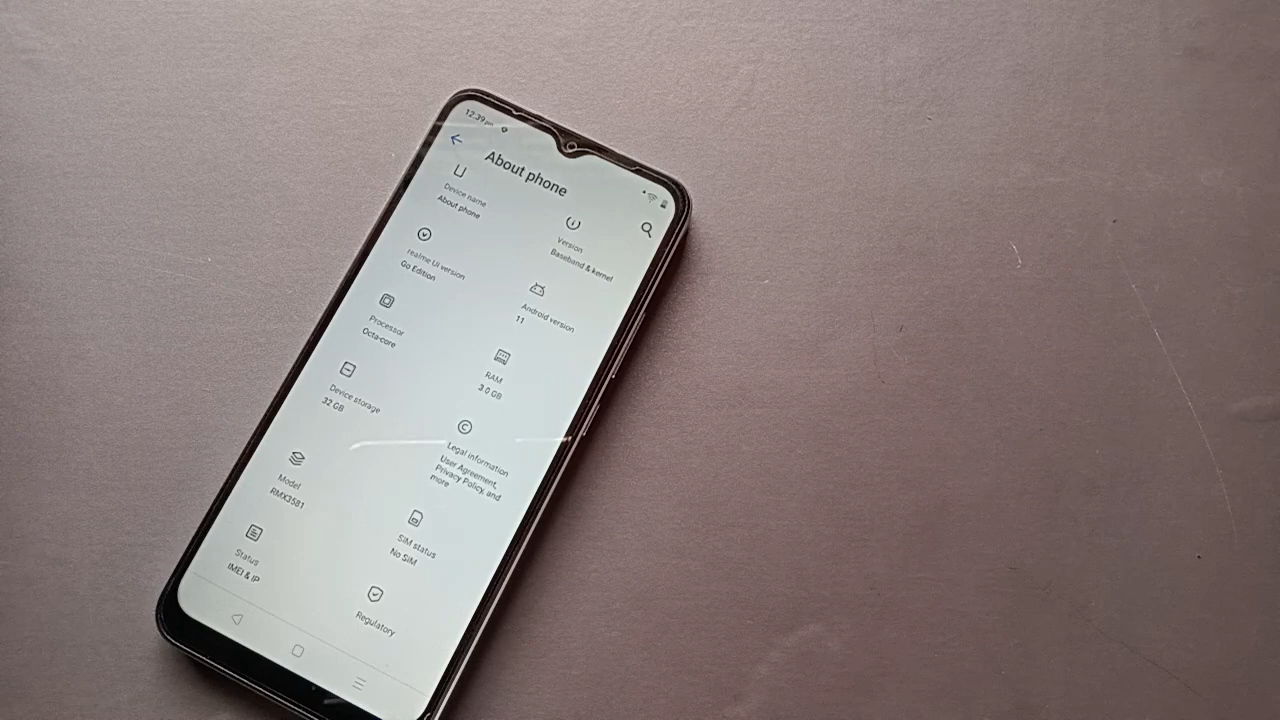 12:39 pm
About phone
Device name
About phone
Version
Baseband & kernel
realme UI version
Go Edition
Android version
11
Processor
Octa-core
RAM
3.0 GB
Device storage
32 GB
Legal information
User Agreement,
Privacy Policy, and
more
Model
RMX3581
SIM status
No SIM
Status
IMEI & IP
Regulatory